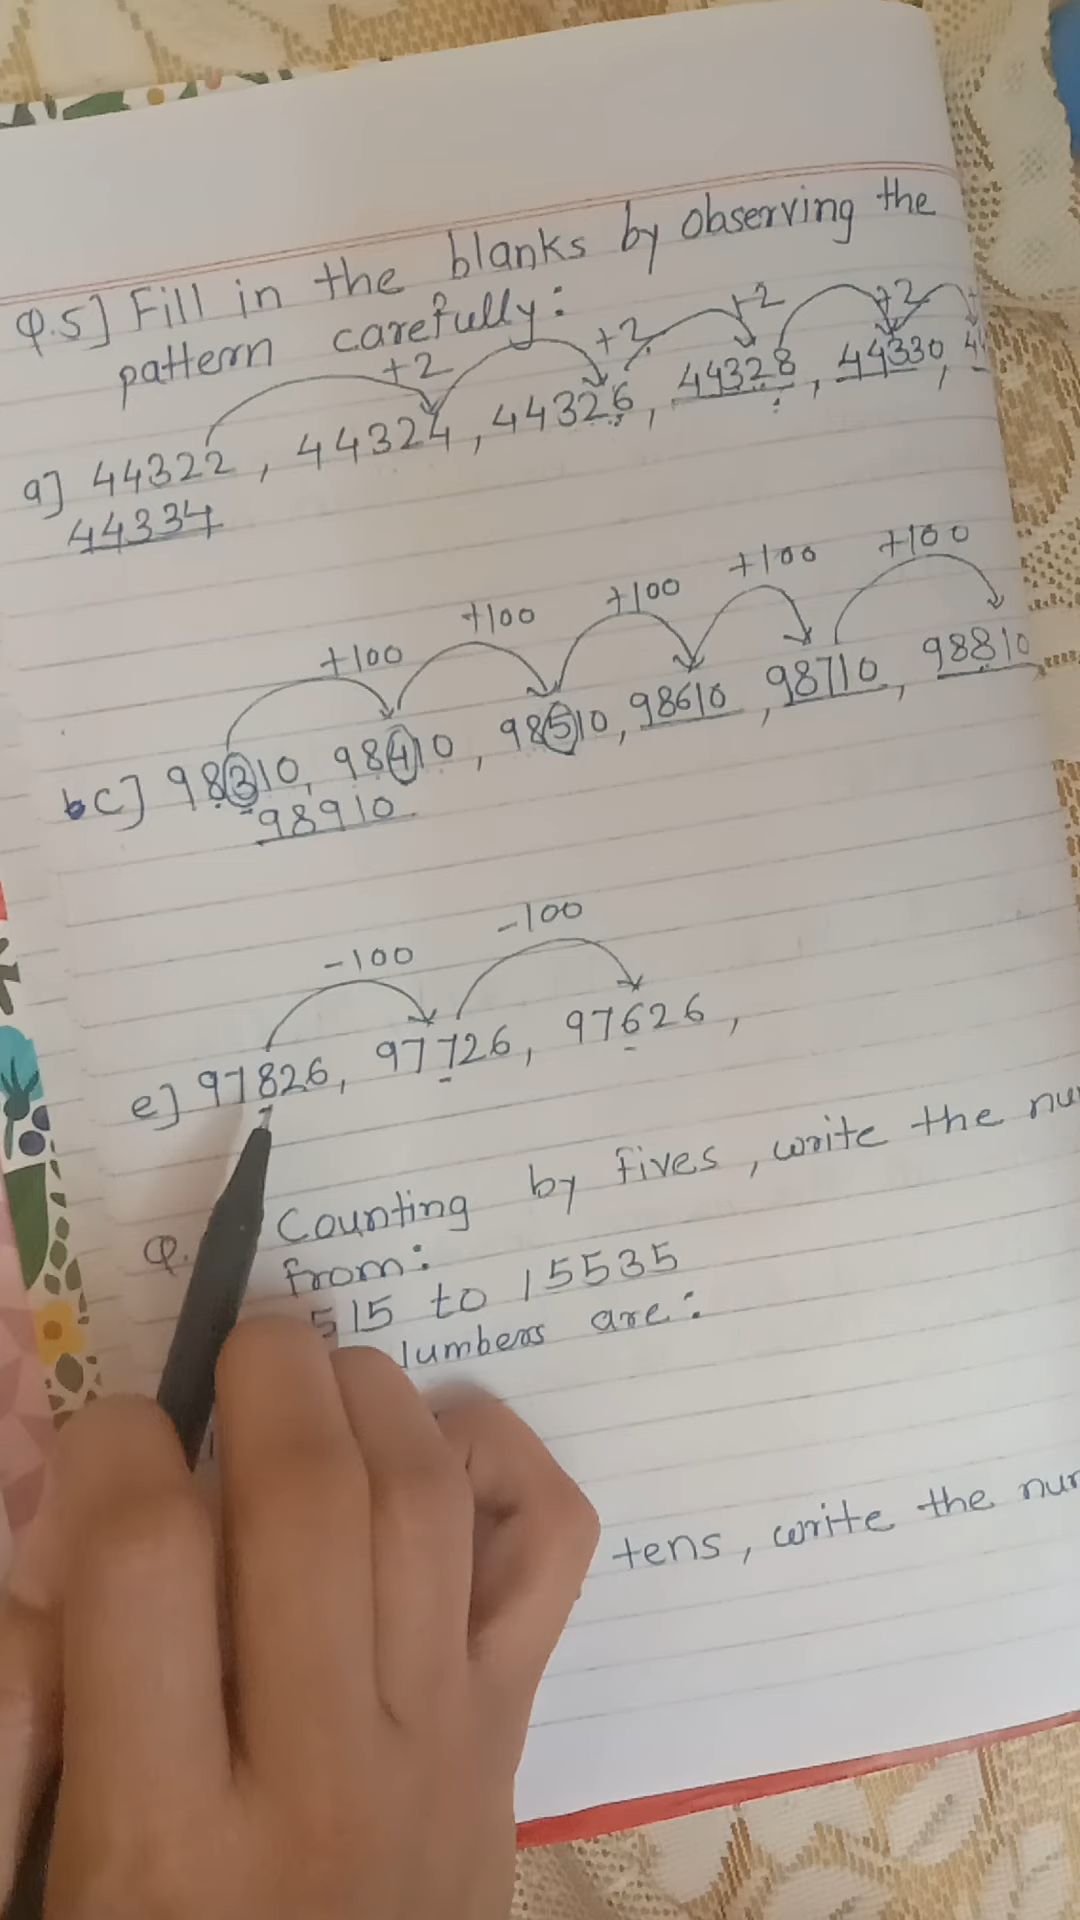 Q.5] Fill in the blanks by observing the
pattern carefully:
+2 +2 +2 +2
a] 44322, 44324, 44326, 44328, 44330,
44334
+100 +100 +100 +100 +100
c] 98310, 98410, 98510, 98610, 98710, 98810
98910
-100 -100
e] 97826, 97726, 97626,
Q. Counting by fives, write the
from:
515 to 15535
are:
tens, write the